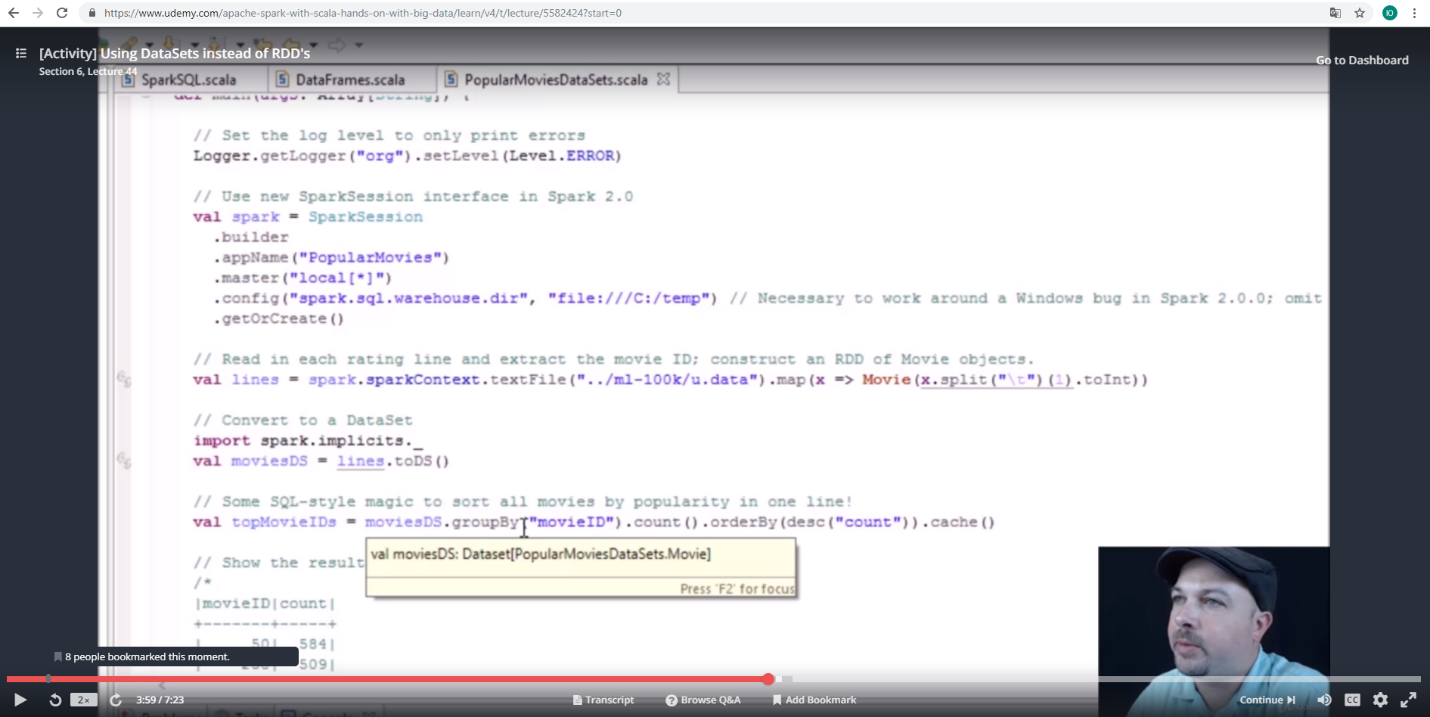 https://www.udemy.com/apache-spark-with-scala-hands-on-with-big-data/learn/v4/t/lecture/5582424?start=0
[Activity] Using DataSets instead of RDD's
Section 6, Lecture 44
Go to Dashboard
SparkSQL.scala
DataFrames.scala
PopularMoviesDataSets.scala
def main(args: Array[String]) {
// Set the log level to only print errors
Logger.getLogger("org").setLevel(Level.ERROR)
// Use new SparkSession interface in Spark 2.0
val spark = SparkSession
.builder
.appName("PopularMovies")
.master("local[*]")
.config("spark.sql.warehouse.dir", "file:///C:/temp") // Necessary to work around a Windows bug in Spark 2.0.0; omit
.getOrCreate()
// Read in each rating line and extract the movie ID; construct an RDD of Movie objects.
val lines = spark.sparkContext.textFile("../ml-100k/u.data").map(x => Movie(x.split("\t")(1).toInt))
// Convert to a DataSet
import spark.implicits._
val moviesDS = lines.toDS()
// Some SQL-style magic to sort all movies by popularity in one line!
val topMovieIDs = moviesDS.groupBy("movieID").count().orderBy(desc("count")).cache()
val moviesDS: Dataset[PopularMoviesDataSets.Movie]
Press 'F2' for focus
// Show the result
/*
|movieID|count|
+-------+-----+
| 50| 584|
509|
8 people bookmarked this moment.
2×
3:59 / 7:23
Transcript
Browse Q&A
Add Bookmark
Continue
CC